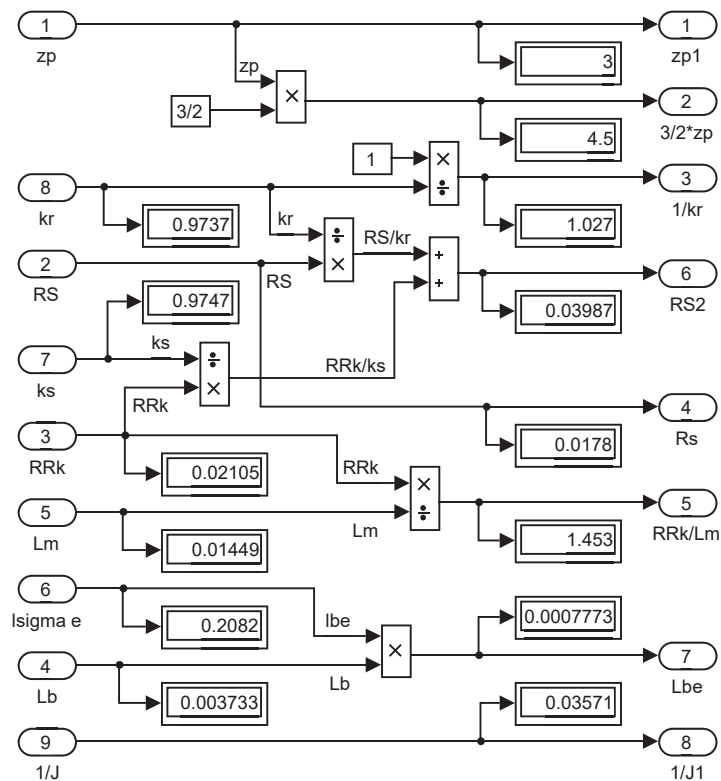 1 1
zp zp1
zp
3
× 2
3/2
3/2*zp
4.5
1 × 3
8 ÷
kr 1/kr
0.9737 kr 1.027
÷ RS/kr
2 × + 6
RS RS + RS2
0.9747 0.03987
ks
7 ÷ RRk/ks
ks ×
RRk 4
3 Rs
RRk 0.0178
0.02105 RRk
× 5
5 ÷
Lm Lm RRk/Lm
0.01449 1.453
6
lsigma e lbe 0.0007773
0.2082
× 7
4
Lb Lb Lbe
0.003733 0.03571
9 8
1/J 1/J1